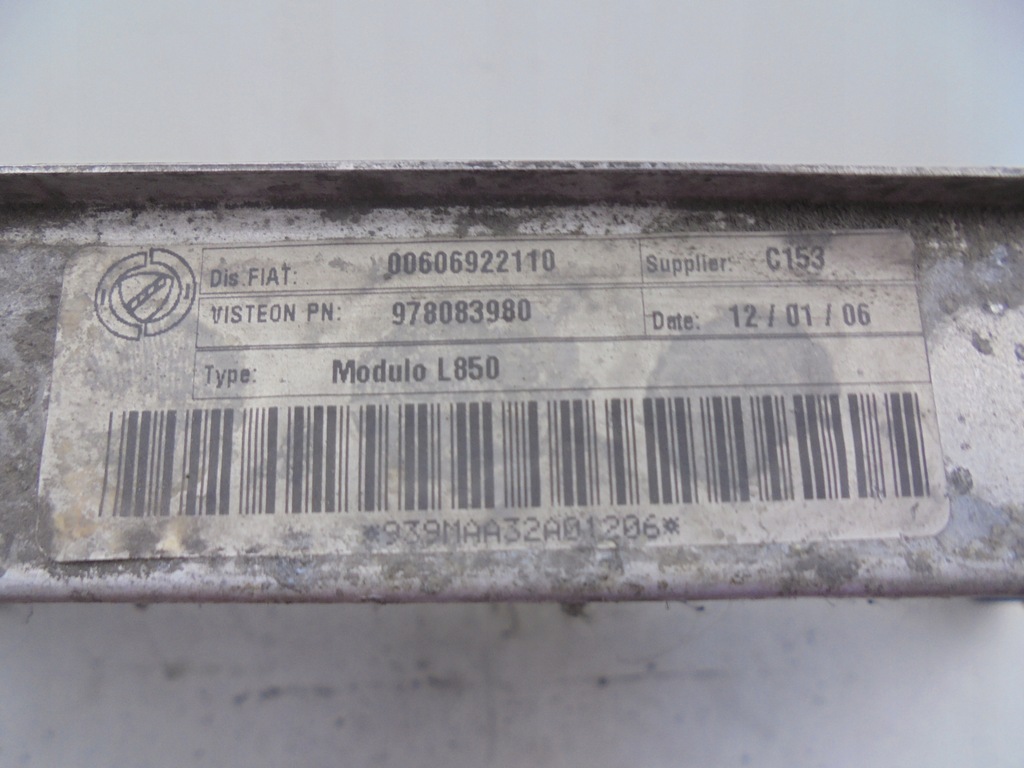 Dis.FIAT: 00606922110 Supplier: C153
VISTEON PN: 978083980 Date: 12 / 01 / 06
Type: Modulo L850
*939MAA32A01206*